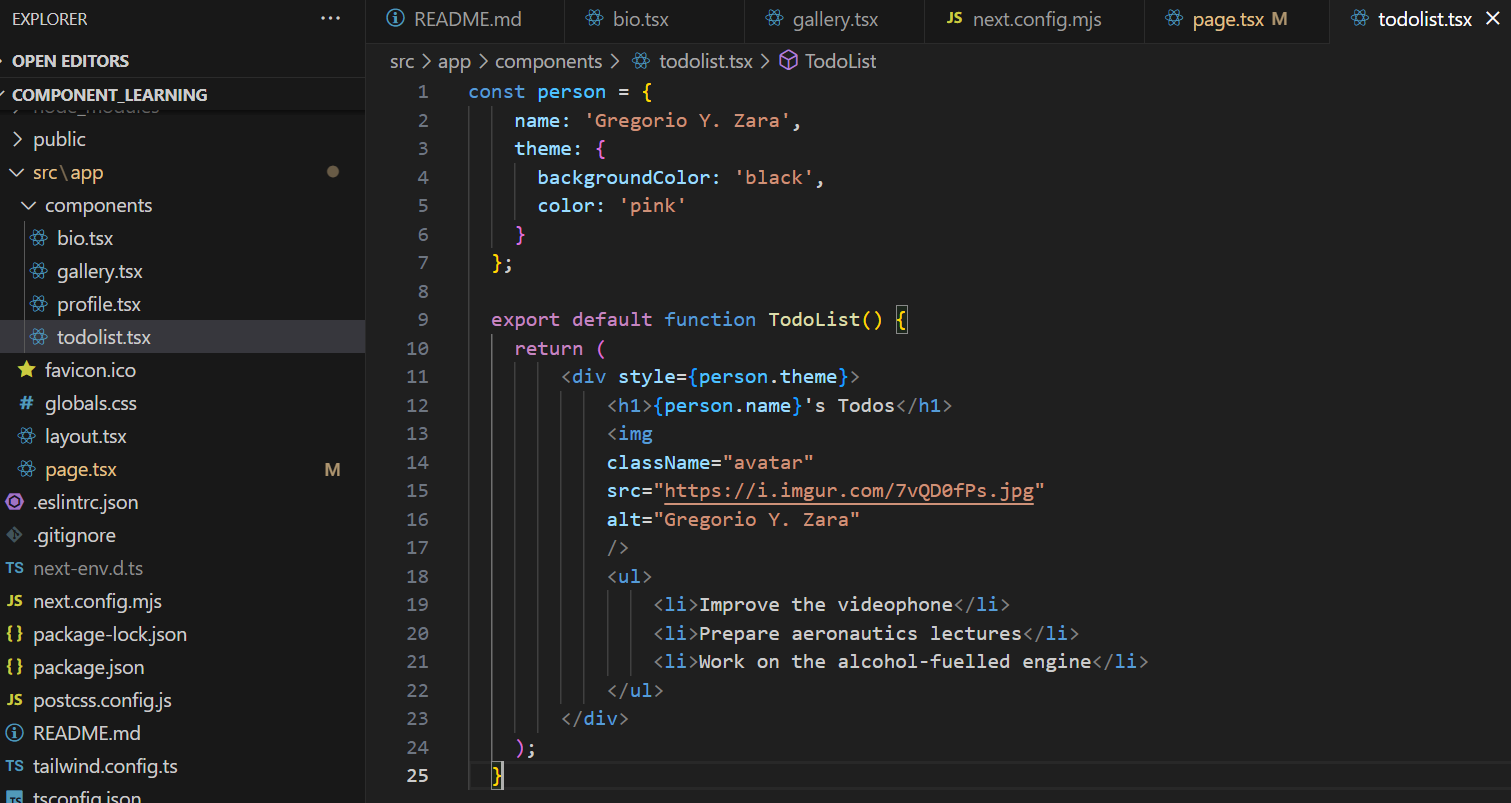 EXPLORER ...
OPEN EDITORS
COMPONENT_LEARNING
node_modules
public
src\app
components
bio.tsx
gallery.tsx
profile.tsx
todolist.tsx
favicon.ico
# globals.css
layout.tsx
page.tsx M
.eslintrc.json
.gitignore
TS next-env.d.ts
JS next.config.mjs
{} package-lock.json
{} package.json
JS postcss.config.js
README.md
TS tailwind.config.ts
TS tsconfig.json
README.md bio.tsx gallery.tsx JS next.config.mjs page.tsx M todolist.tsx
src > app > components > todolist.tsx > TodoList
1 const person = {
2 name: 'Gregorio Y. Zara',
3 theme: {
4 backgroundColor: 'black',
5 color: 'pink'
6 }
7 };
8
9 export default function TodoList() {
10 return (
11 <div style={person.theme}>
12 <h1>{person.name}'s Todos</h1>
13 <img
14 className="avatar"
15 src="https://i.imgur.com/7vQD0fPs.jpg"
16 alt="Gregorio Y. Zara"
17 />
18 <ul>
19 <li>Improve the videophone</li>
20 <li>Prepare aeronautics lectures</li>
21 <li>Work on the alcohol-fuelled engine</li>
22 </ul>
23 </div>
24 );
25 }